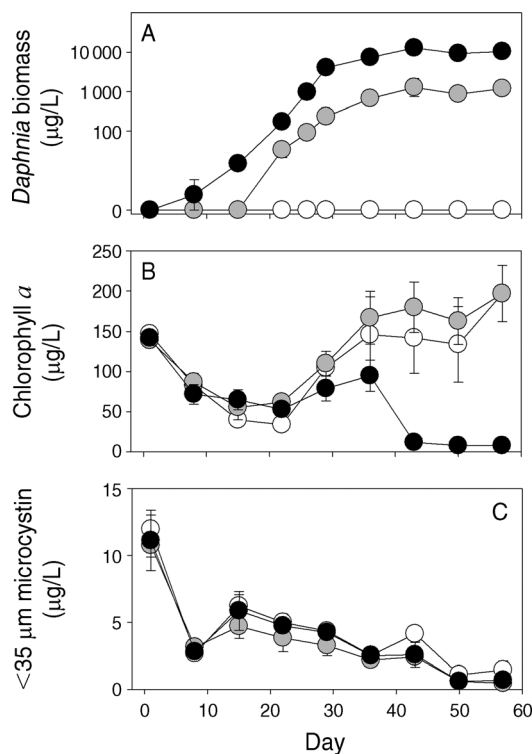 A
Daphnia biomass
(µg/L)
10 000
1 000
100
0
B
Chlorophyll a
(µg/L)
250
200
150
100
50
0
C
<35 µm microcystin
(µg/L)
15
10
5
0
0 10 20 30 40 50 60
Day